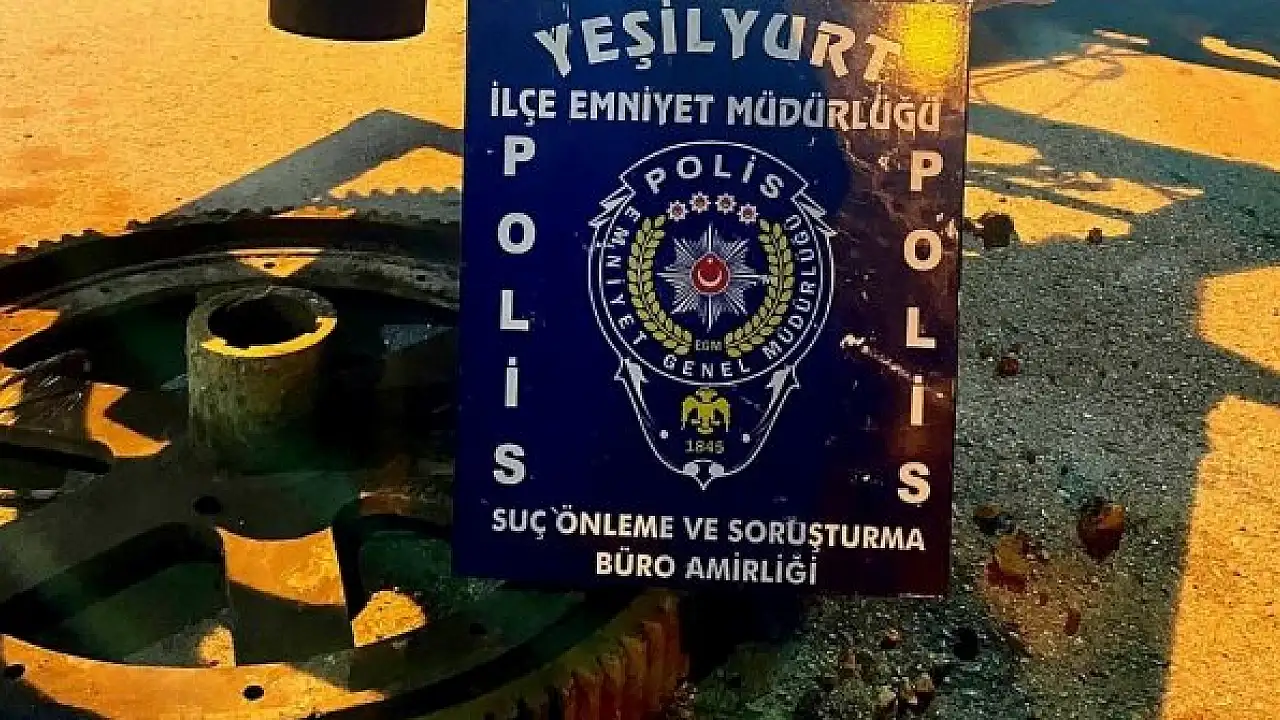 YEŞİLYURT
İLÇE EMNİYET MÜDÜRLÜĞÜ
POLİS
POLİS
POLİS
EMNİYET GENEL MÜDÜRLÜĞÜ
EGM
1845
SUÇ ÖNLEME VE SORUŞTURMA
BÜRO AMİRLİĞİ